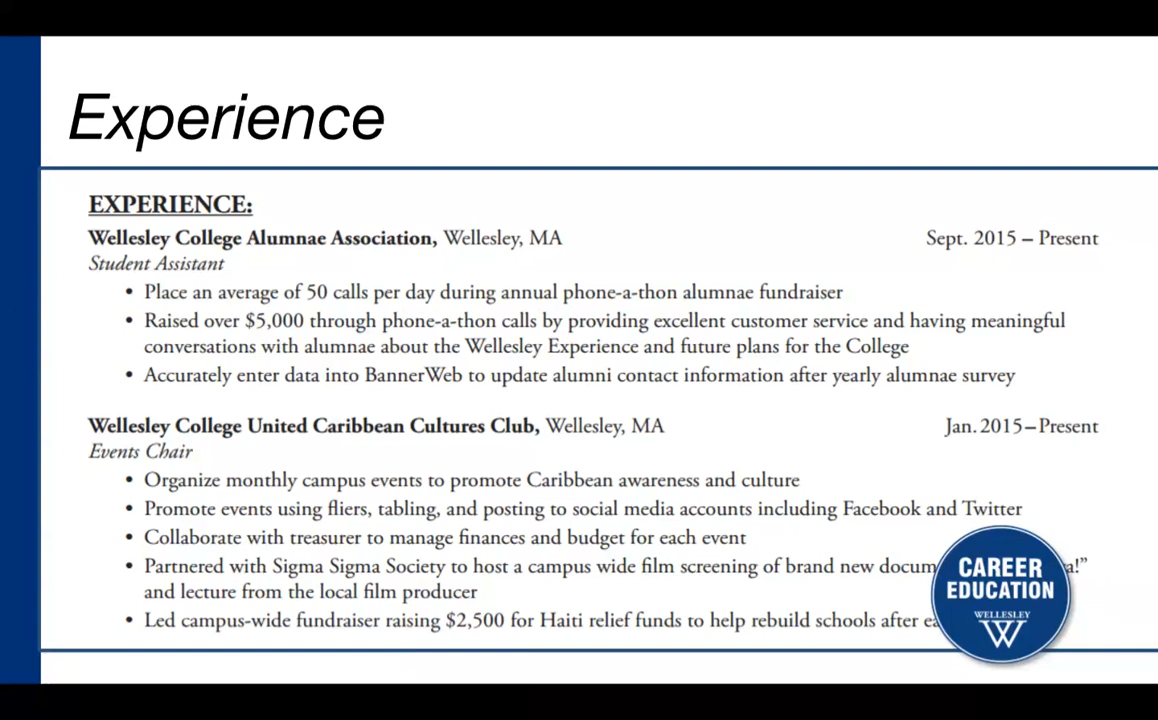 Experience
EXPERIENCE:
Wellesley College Alumnae Association, Wellesley, MA Sept. 2015 – Present
Student Assistant
• Place an average of 50 calls per day during annual phone-a-thon alumnae fundraiser
• Raised over $5,000 through phone-a-thon calls by providing excellent customer service and having meaningful
conversations with alumnae about the Wellesley Experience and future plans for the College
• Accurately enter data into BannerWeb to update alumni contact information after yearly alumnae survey
Wellesley College United Caribbean Cultures Club, Wellesley, MA Jan. 2015–Present
Events Chair
• Organize monthly campus events to promote Caribbean awareness and culture
• Promote events using fliers, tabling, and posting to social media accounts including Facebook and Twitter
• Collaborate with treasurer to manage finances and budget for each event
• Partnered with Sigma Sigma Society to host a campus wide film screening of brand new
and lecture from the local film producer
• Led campus-wide fundraiser raising $2,500 for Haiti relief funds to help rebuild schools after
CAREER
EDUCATION
WELLESLEY
W